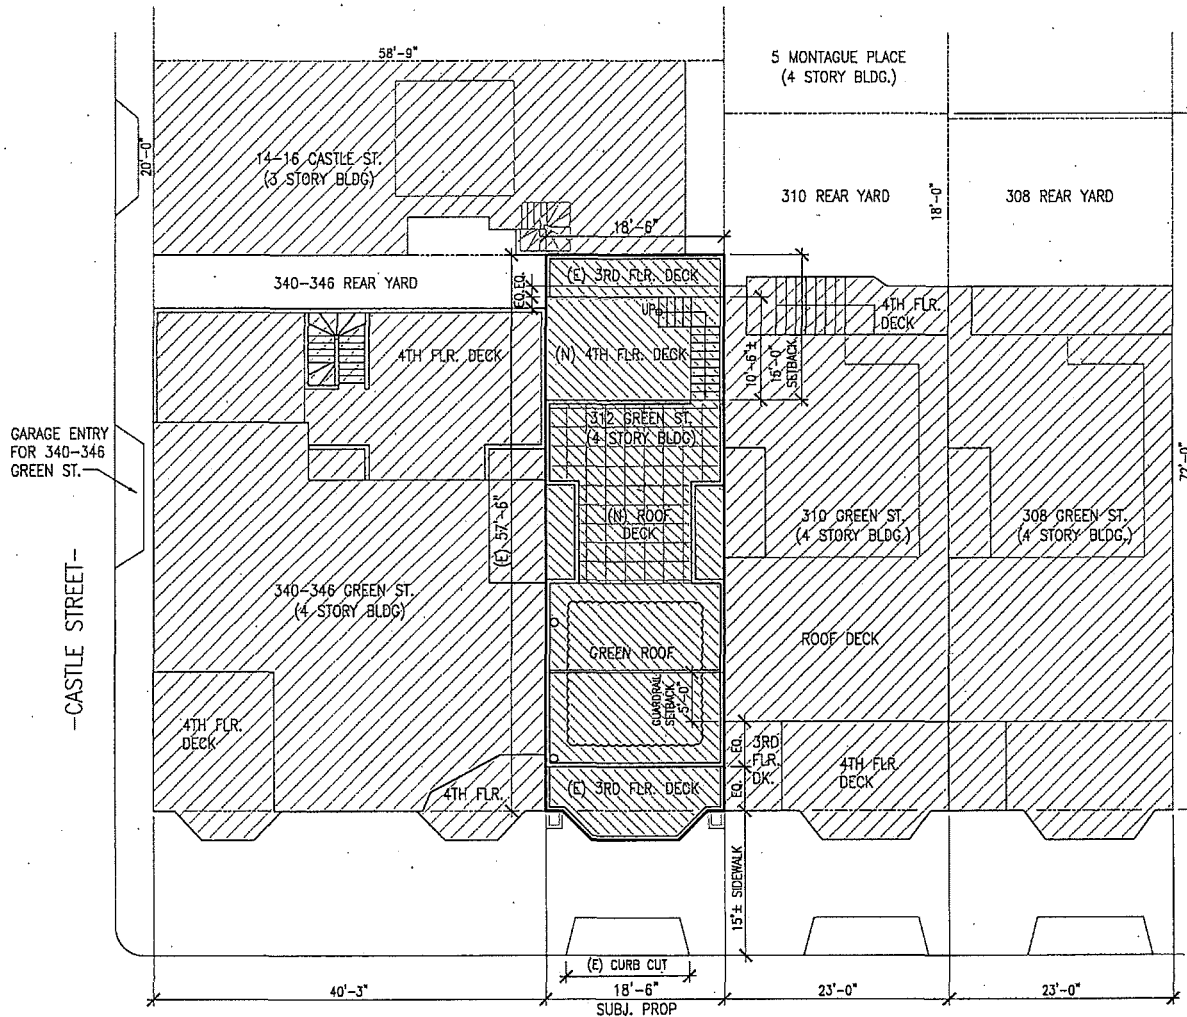 58'-9"
5 MONTAGUE PLACE
(4 STORY BLDG.)
20'-0"
14-16 CASTLE ST.
(3 STORY BLDG)
310 REAR YARD
18'-0"
308 REAR YARD
18'-6"
340-346 REAR YARD
EQ.
EQ.
(E) 3RD FLR. DECK
UP
4TH FLR.
DECK
4TH FLR. DECK
(N) 4TH FLR. DECK
10'-6"±
15'-0"
SETBACK
312 GREEN ST.
(4 STORY BLDG)
GARAGE ENTRY
FOR 340-346
GREEN ST.
72'-0"
(E) 57'-6"
(N) ROOF
DECK
310 GREEN ST.
(4 STORY BLDG.)
308 GREEN ST.
(4 STORY BLDG.)
-CASTLE STREET-
340-346 GREEN ST.
(4 STORY BLDG)
GREEN ROOF
ROOF DECK
GUARDRAIL
SETBACK
5'-0"
4TH FLR.
DECK
EQ.
EQ.
3RD
FLR.
DK.
4TH FLR.
DECK
4TH FLR.
(E) 3RD FLR. DECK
15'± SIDEWALK
(E) CURB CUT
40'-3"
18'-6"
23'-0"
23'-0"
SUBJ. PROP